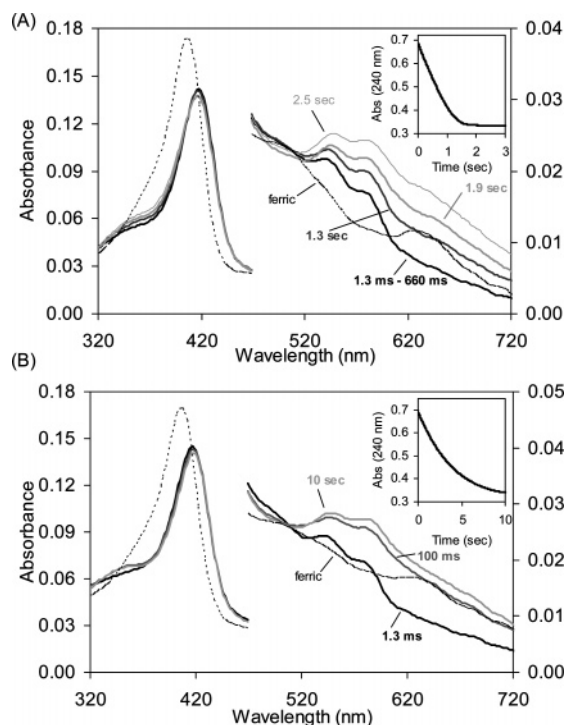 (A)
0.18
0.15
0.12
0.09
0.06
0.03
0.00
Absorbance
0.04
0.03
0.02
0.01
0.00
320
420
520
620
720
Wavelength (nm)
2.5 sec
1.9 sec
ferric
1.3 sec
1.3 ms - 660 ms
Abs (240 nm)
0.7
0.6
0.5
0.4
0.3
0 1 2 3
Time (sec)
(B)
0.18
0.15
0.12
0.09
0.06
0.03
0.00
Absorbance
0.05
0.04
0.03
0.02
0.01
0.00
320
420
520
620
720
Wavelength (nm)
10 sec
100 ms
ferric
1.3 ms
Abs (240 nm)
0.7
0.6
0.5
0.4
0.3
0 5 10
Time (sec)